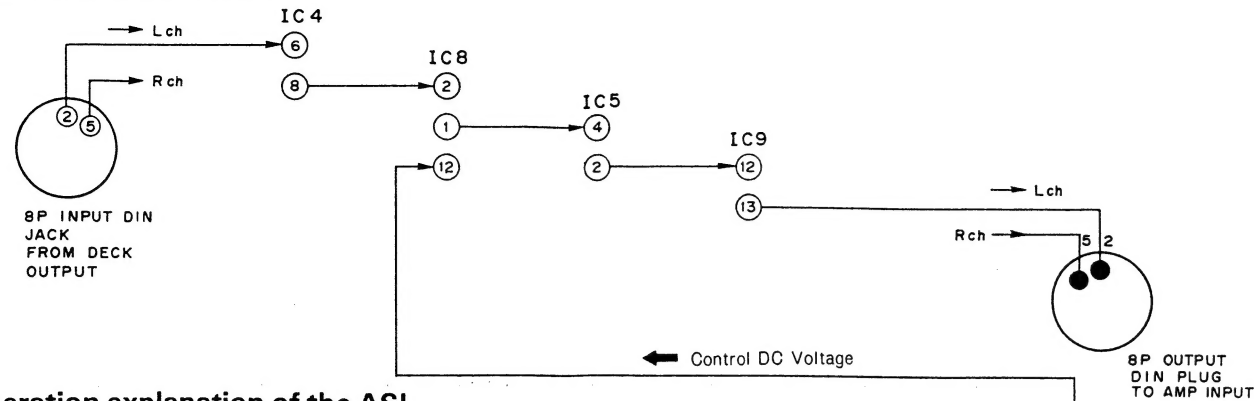 IC4
Lch
6
IC8
Rch
8
2
IC5
2 5
1
4
IC9
12
2
12
8P INPUT DIN
JACK
FROM DECK
OUTPUT
13
Lch
Rch
5 2
Control DC Voltage
8P OUTPUT
DIN PLUG
TO AMP INPUT
explanation of the ASL